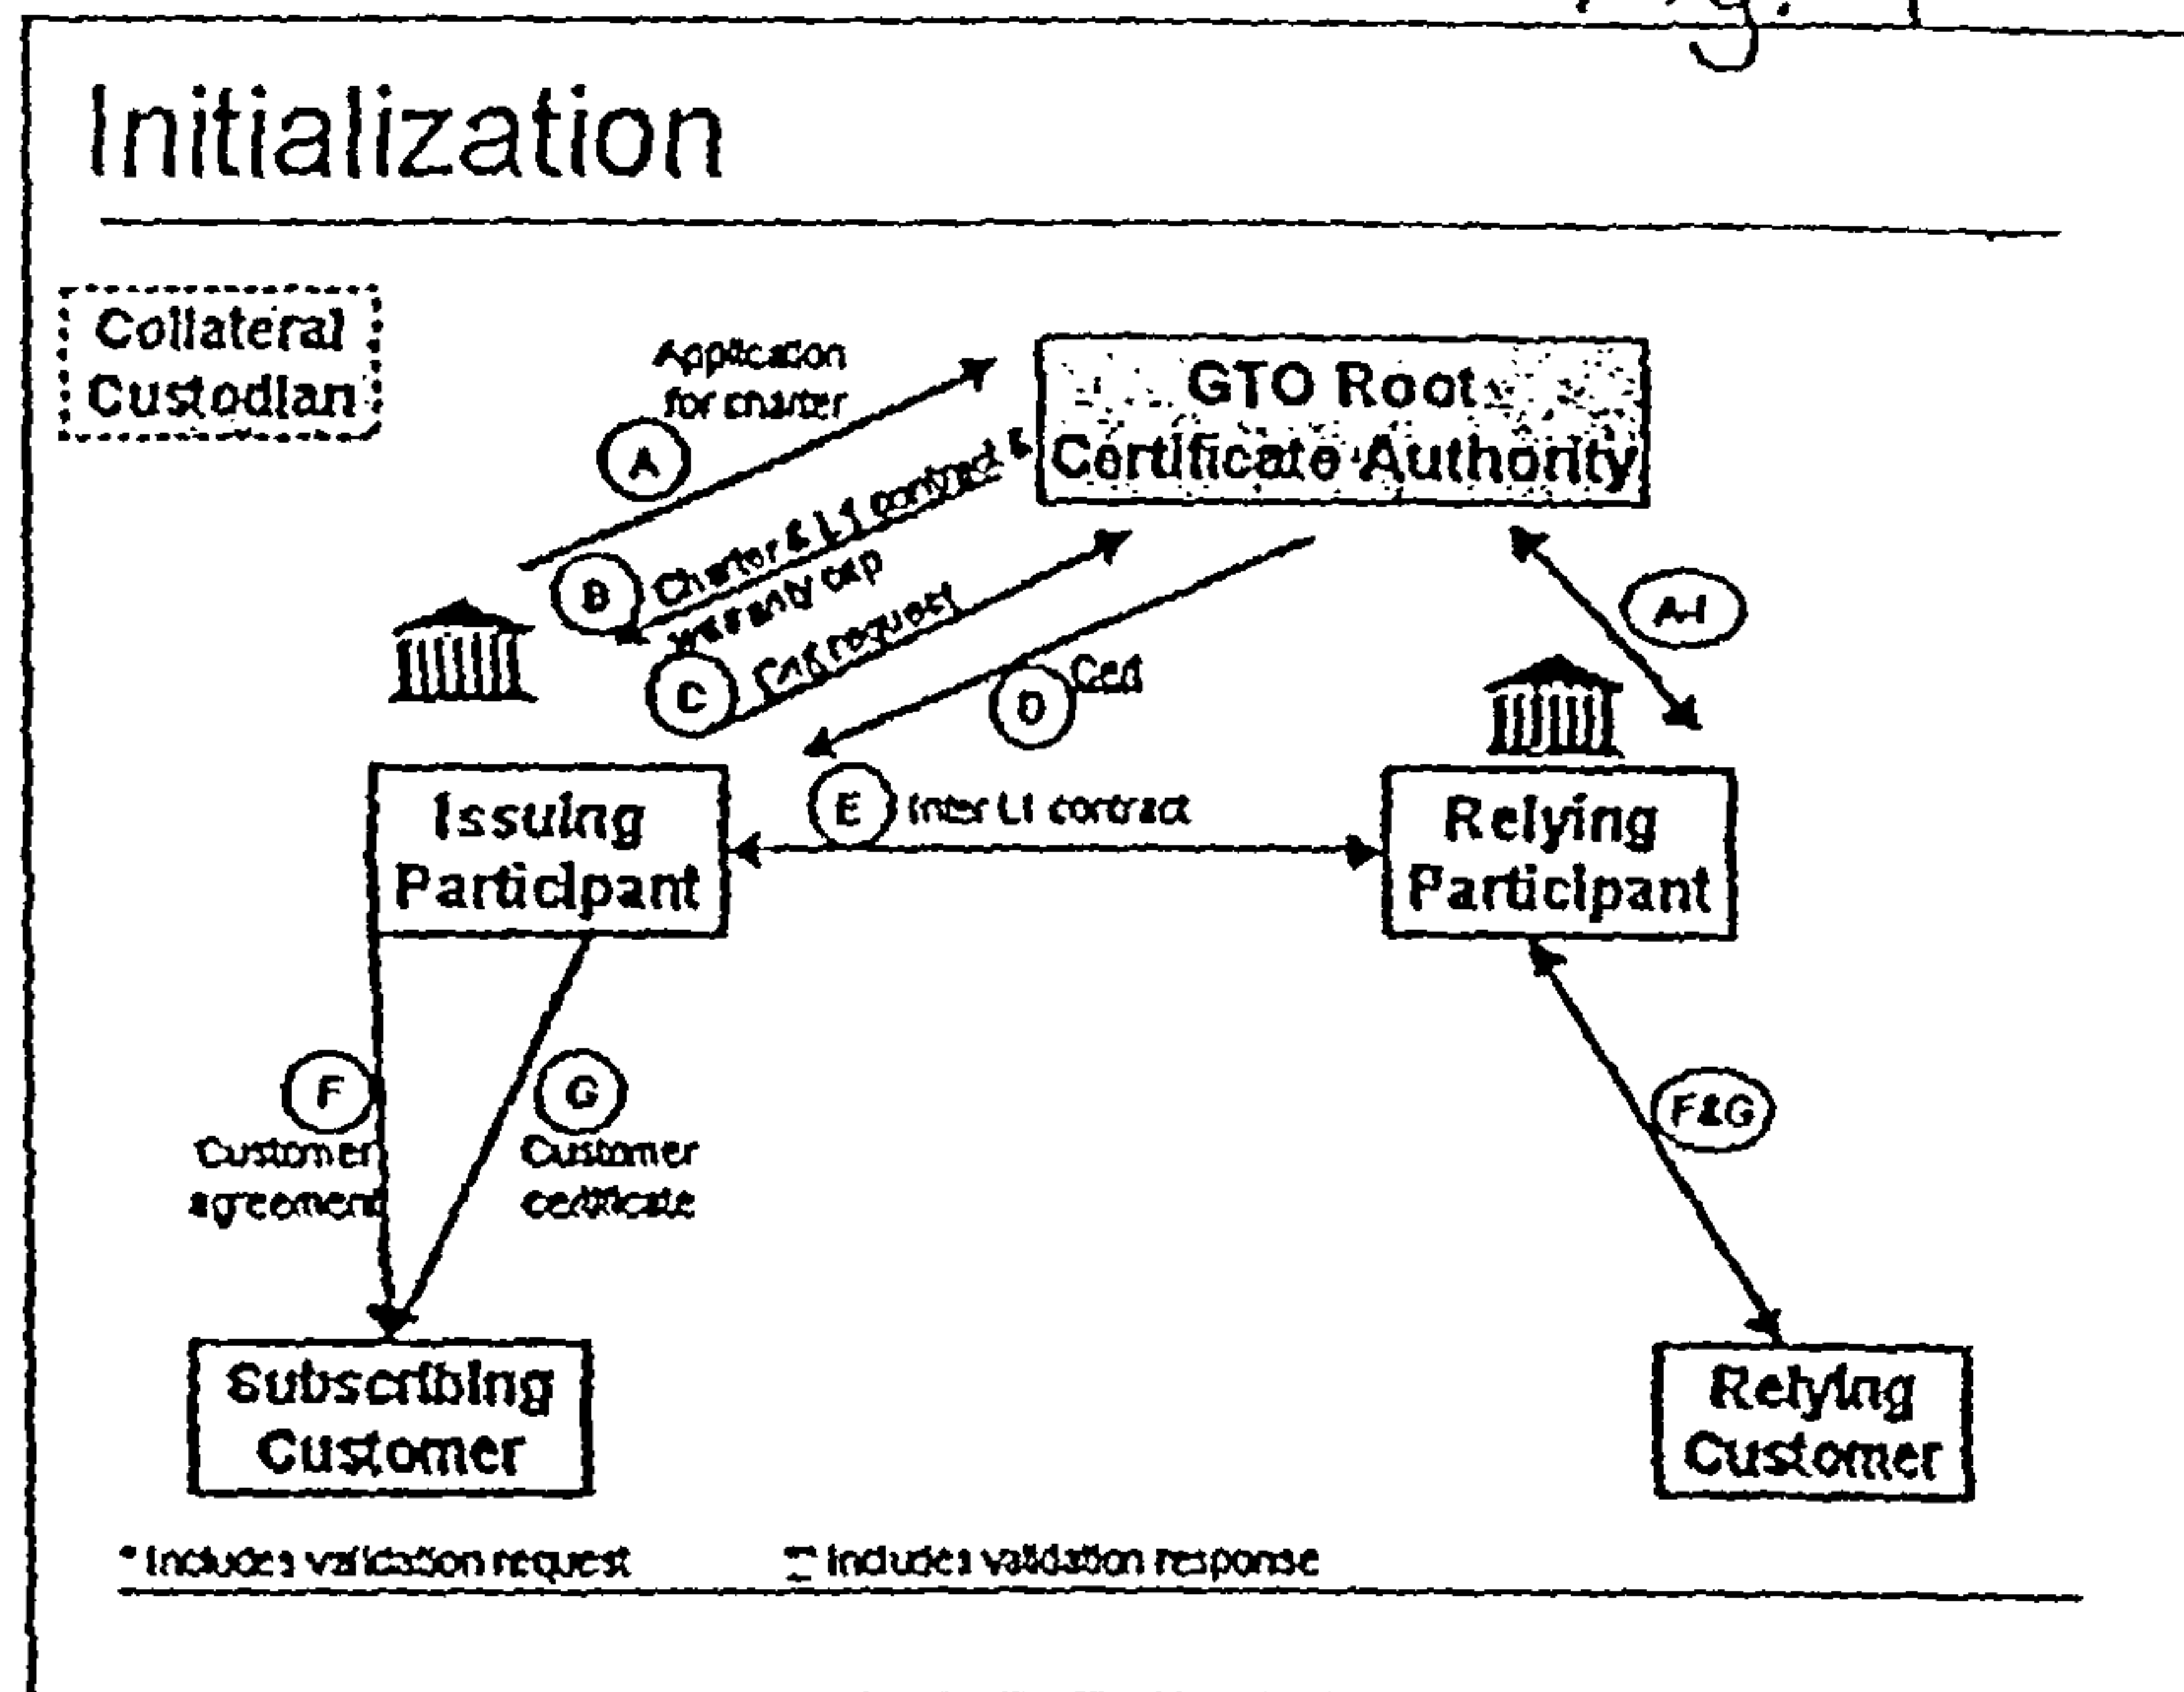 Initialization
Collateral
Custodian
Application
for charter
GTO Root
Certificate Authority
A
B
Charter & L1 contract &
warranty cap
C
Cert request
D
Cert
A-I
Issuing
Participant
E
Inter L1 contract
Relying
Participant
F
Customer
agreement
G
Customer
certificate
F&G
Subscribing
Customer
Relying
Customer
* Includes validation request
Includes validation response